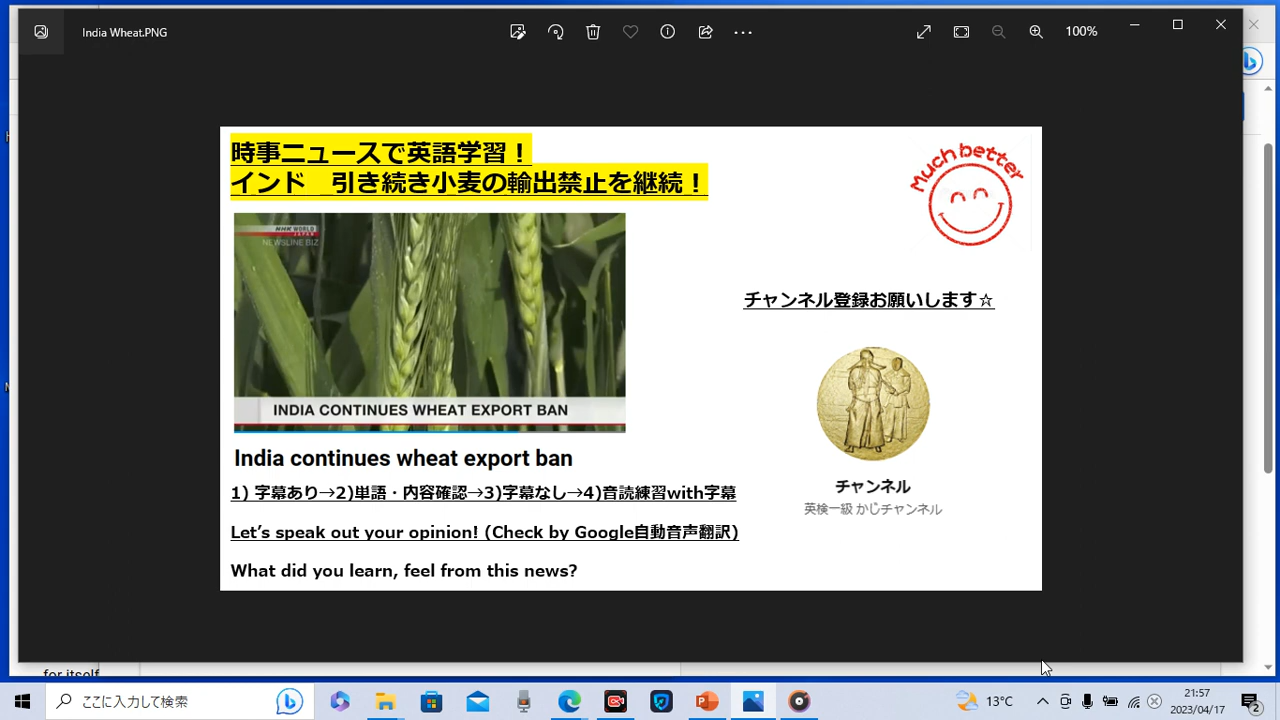 India Wheat.PNG
100%
時事ニュースで英語学習！
インド　引き続き小麦の輸出禁止を継続！
Much better
NHK WORLD
JAPAN
NEWSLINE BIZ
チャンネル登録お願いします☆
INDIA CONTINUES WHEAT EXPORT BAN
India continues wheat export ban
1) 字幕あり→2)単語・内容確認→3)字幕なし→4)音読練習with字幕
チャンネル
英検一級 かじチャンネル
Let's speak out your opinion! (Check by Google自動音声翻訳)
What did you learn, feel from this news?
for itself
ここに入力して検索
13°C
21:57
2023/04/17
2